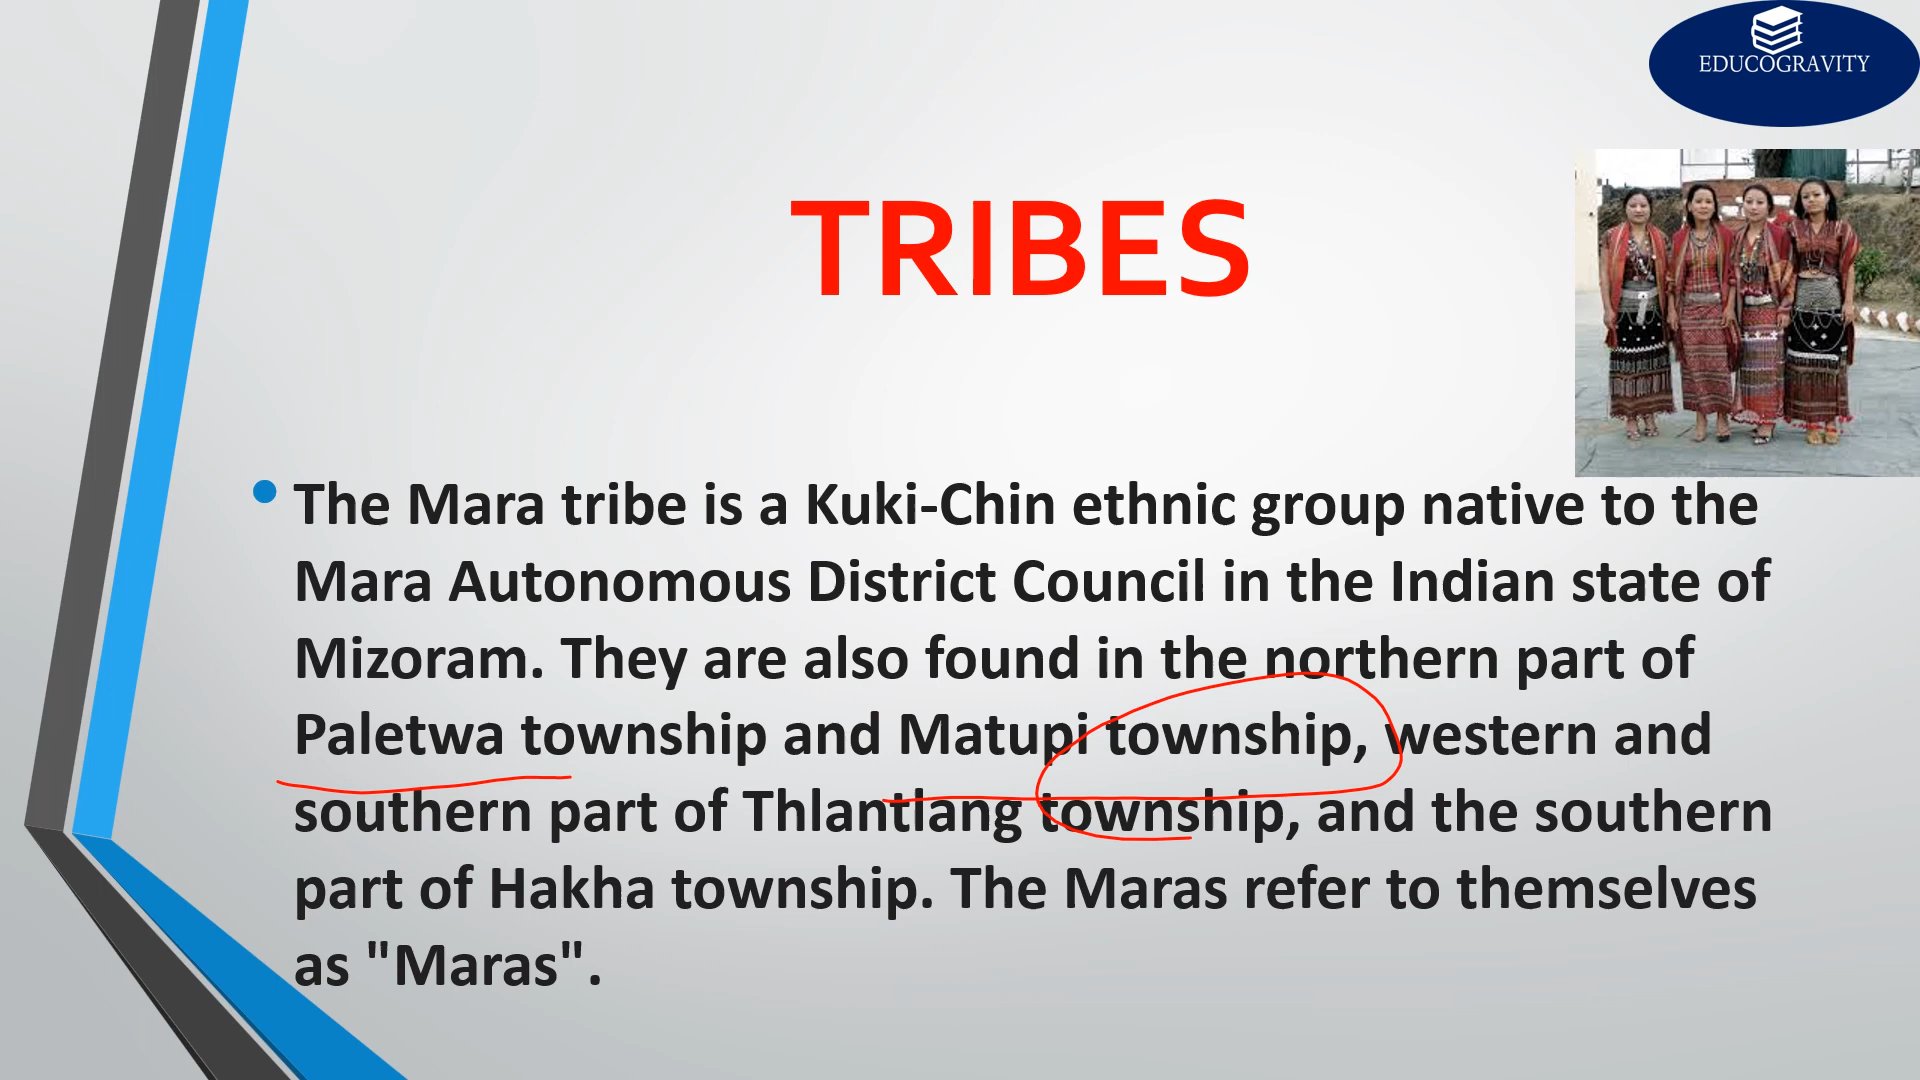 EDUCOGRAVITY
TRIBES
The Mara tribe is a Kuki-Chin ethnic group native to the
Mara Autonomous District Council in the Indian state of
Mizoram. They are also found in the northern part of
Paletwa township and Matupi township, western and
southern part of Thlantlang township, and the southern
part of Hakha township. The Maras refer to themselves
as "Maras".